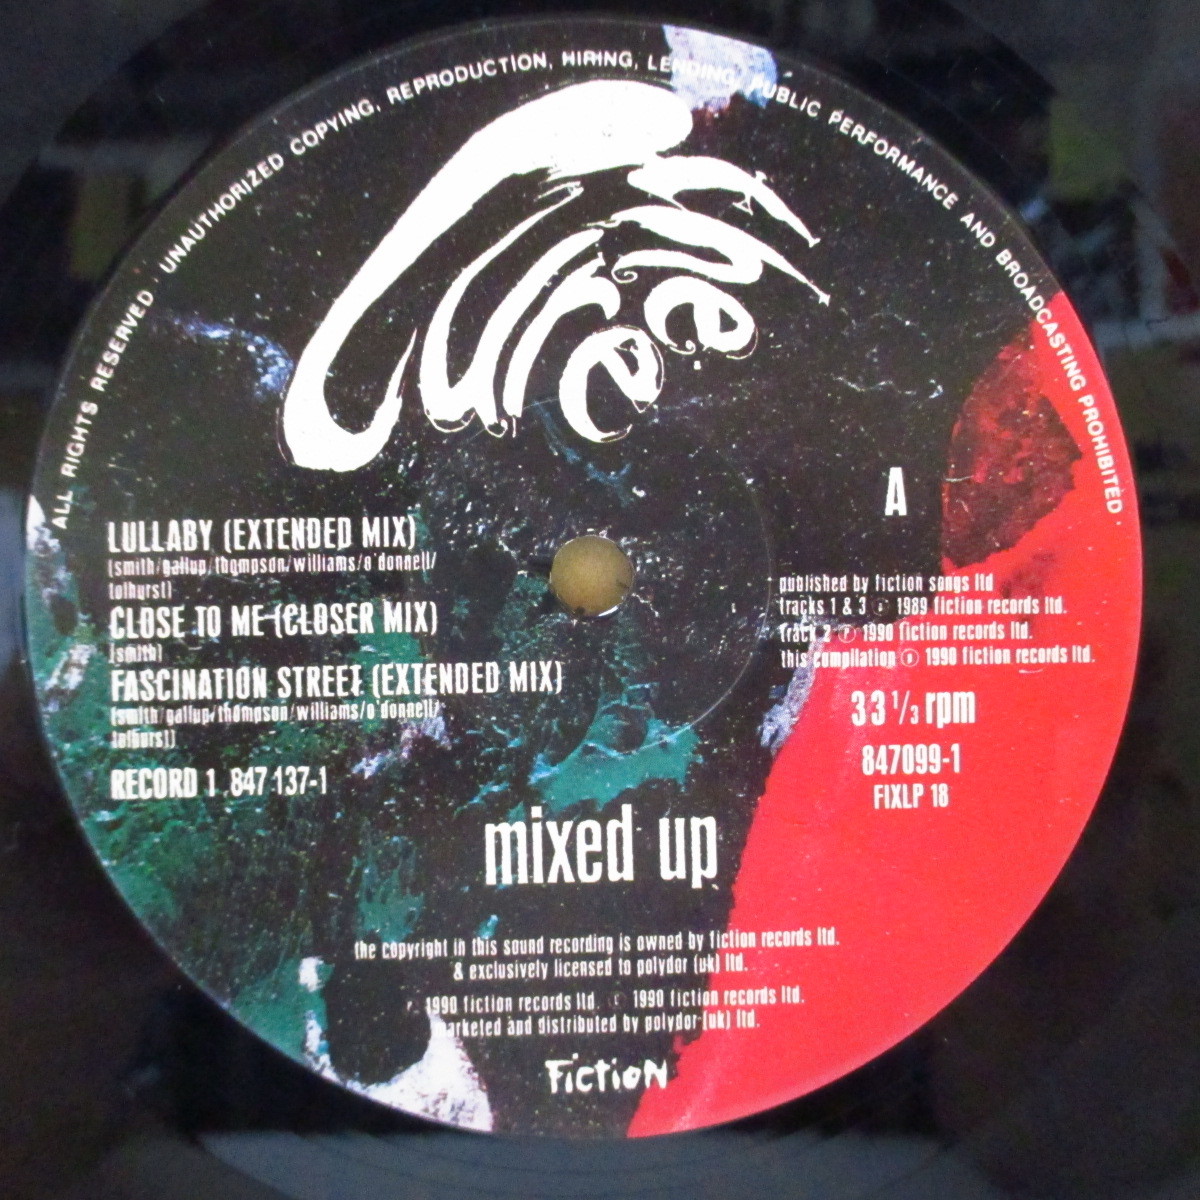 ALL RIGHTS RESERVED · UNAUTHORIZED COPYING, REPRODUCTION, HIRING, LENDING, PUBLIC PERFORMANCE AND BROADCASTING PROHIBITED ·
the Cure
A
LULLABY (EXTENDED MIX)
(smith/gallup/thompson/williams/o'donnell/
tolhurst)
CLOSE TO ME (CLOSER MIX)
(smith)
FASCINATION STREET (EXTENDED MIX)
(smith/gallup/thompson/williams/o'donnell/
tolhurst)
RECORD 1 .847 137-1
published by fiction songs ltd
tracks 1 & 3 ℗ 1989 fiction records ltd.
track 2 ℗ 1990 fiction records ltd.
this compilation ℗ 1990 fiction records ltd.
33 1/3 rpm
847099-1
FIXLP 18
mixed up
the copyright in this sound recording is owned by fiction records ltd.
& exclusively licensed to polydor (uk) ltd.
℗ 1990 fiction records ltd. © 1990 fiction records ltd.
marketed and distributed by polydor (uk) ltd.
Fiction